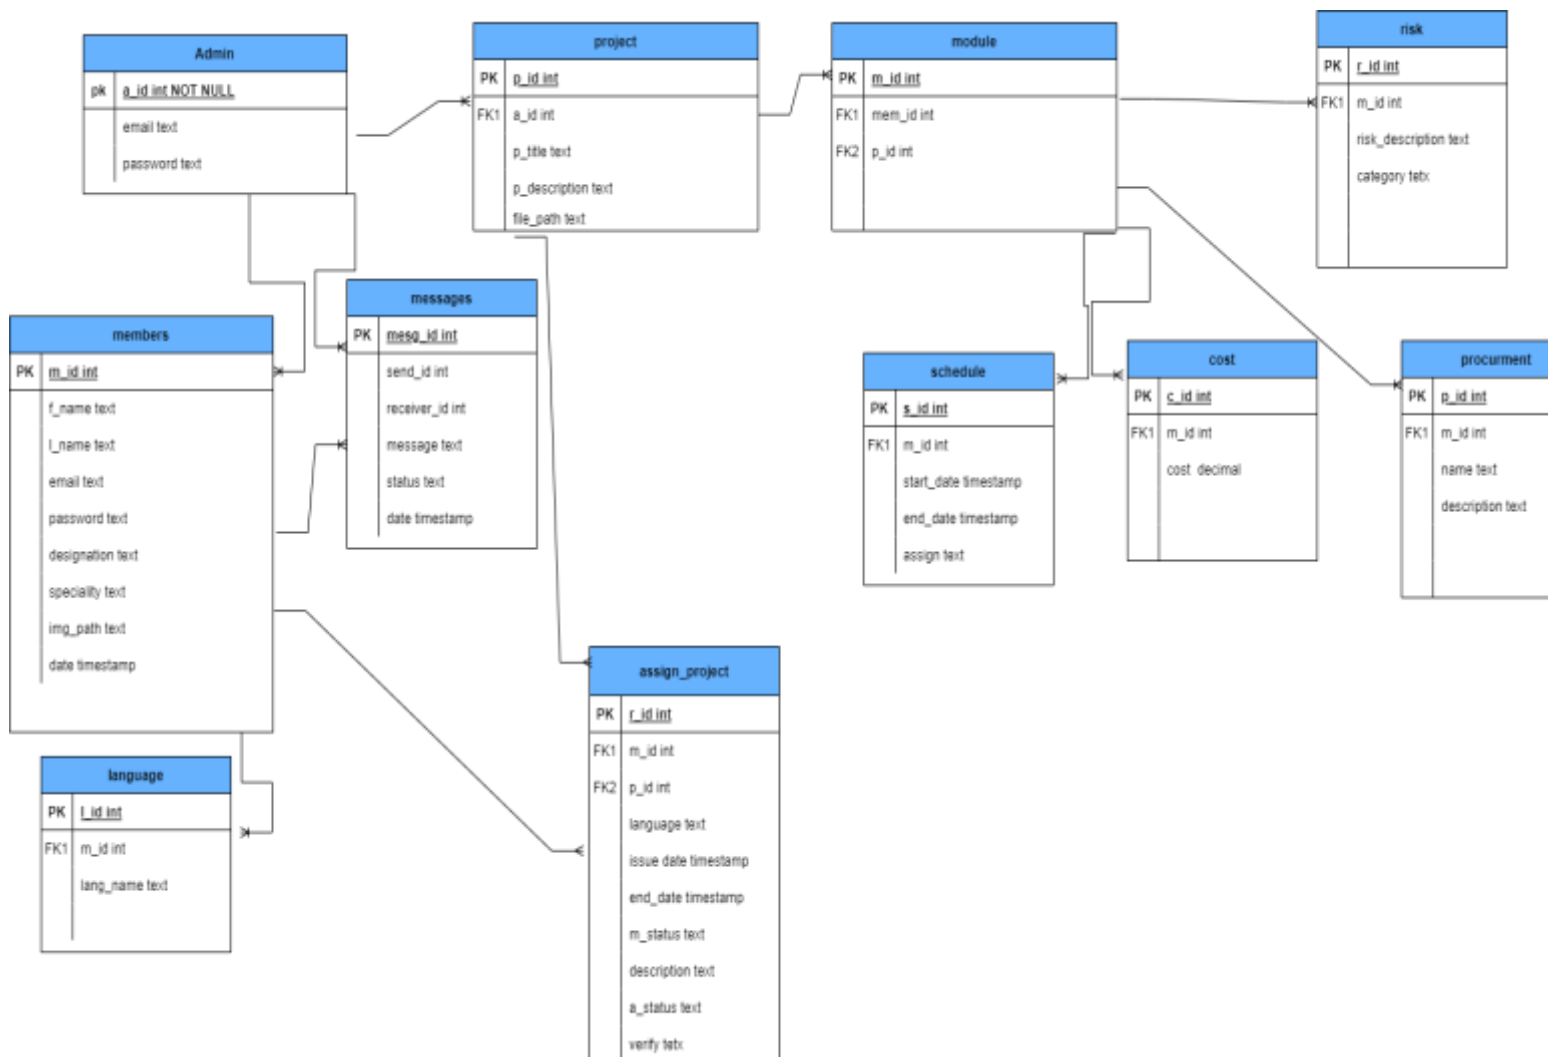 Admin
pk a_id int NOT NULL
email text
password text
project
PK p_id int
FK1 a_id int
p_title text
p_description text
file_path text
module
PK m_id int
FK1 mem_id int
FK2 p_id int
risk
PK r_id int
FK1 m_id int
risk_description text
category tetx
members
PK m_id int
f_name text
l_name text
email text
password text
designation text
speciality text
img_path text
date timestamp
messages
PK mesg_id int
send_id int
receiver_id int
message text
status text
date timestamp
schedule
PK s_id int
FK1 m_id int
start_date timestamp
end_date timestamp
assign text
cost
PK c_id int
FK1 m_id int
cost decimal
procurment
PK p_id int
FK1 m_id int
name text
description text
language
PK l_id int
FK1 m_id int
lang_name text
assign_project
PK r_id int
FK1 m_id int
FK2 p_id int
language text
issue date timestamp
end_date timestamp
m_status text
description text
a_status text
verify tetx